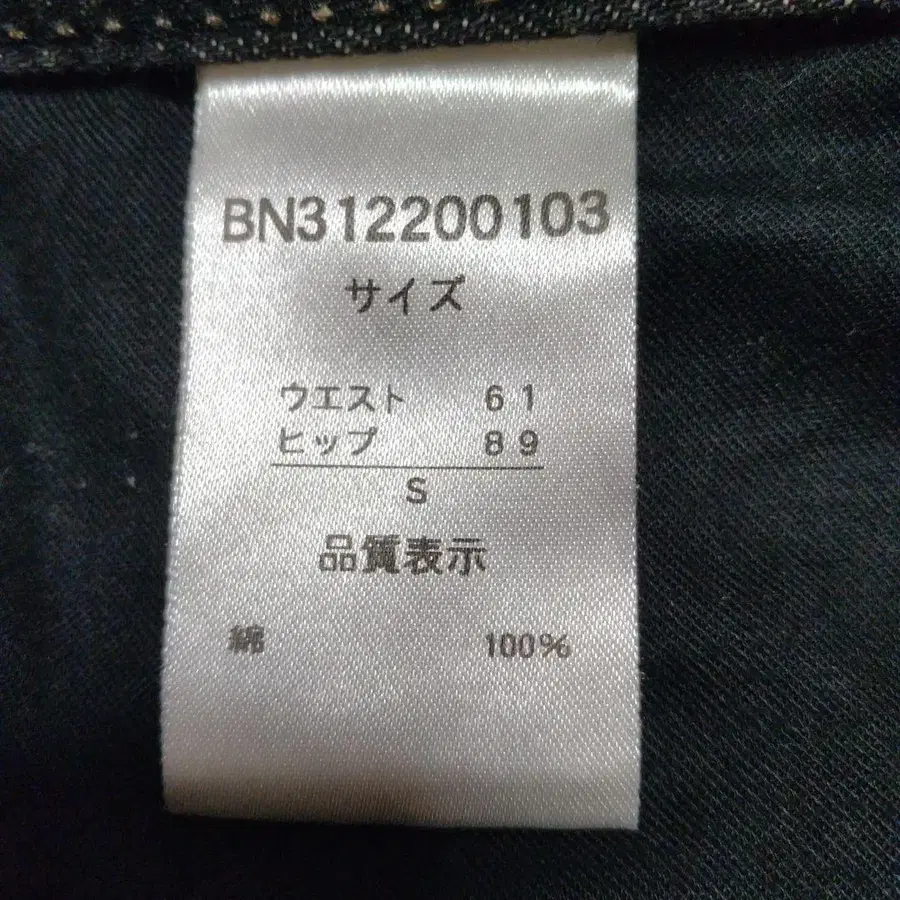 BN312200103
サイズ
ウエスト 61
ヒップ 89
S
品質表示
綿 100%